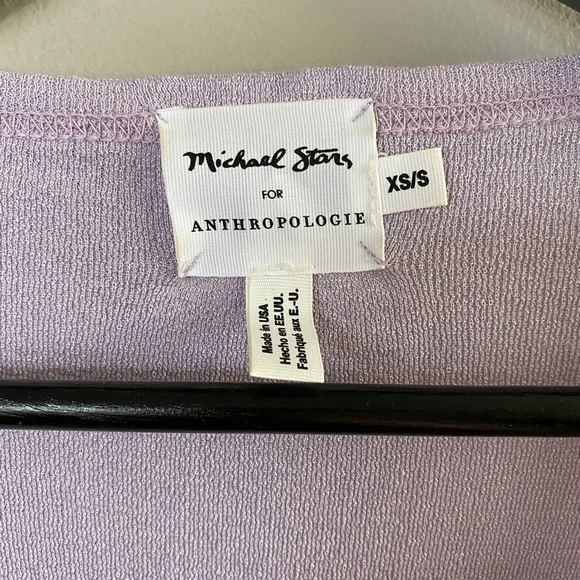 Michael Stars
FOR
ANTHROPOLOGIE
XS/S
Made in USA
Hecho en EE.UU.
Fabriqué aux E.-U.